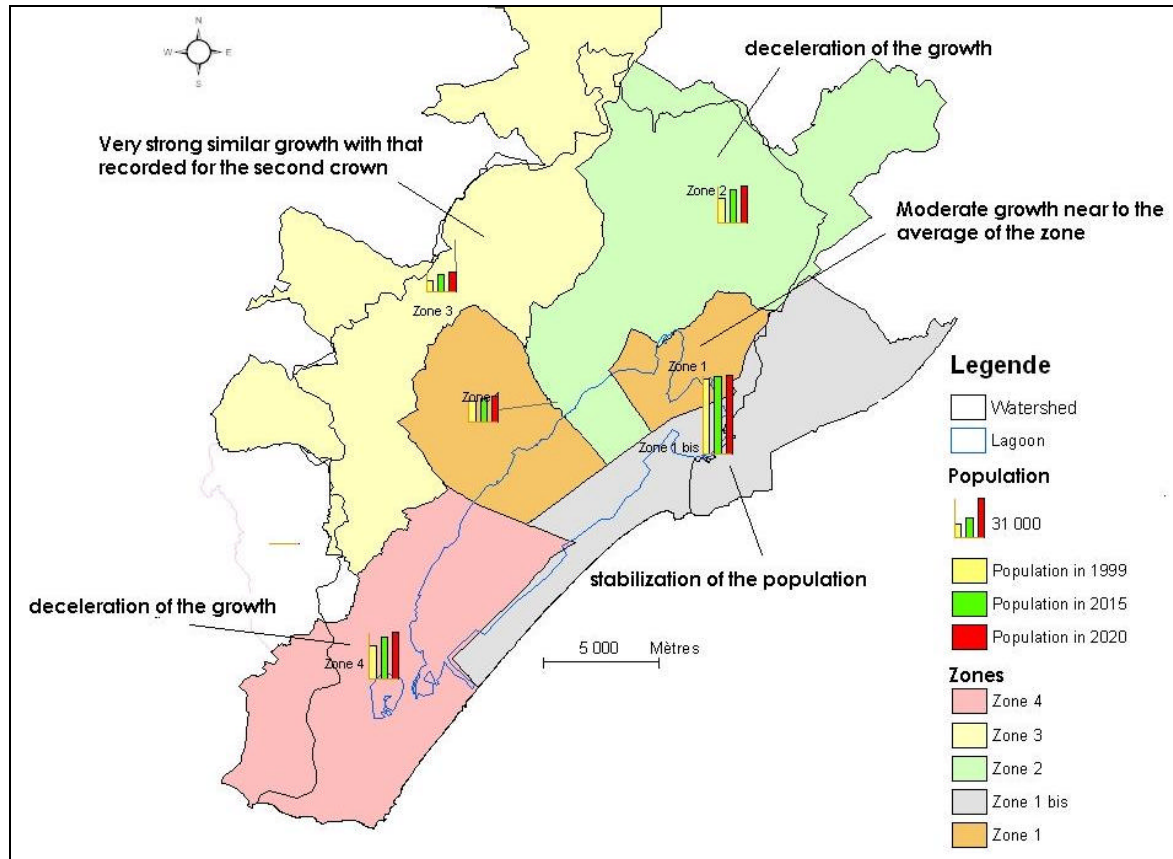 N
W E
S
deceleration of the growth
Very strong similar growth with that
recorded for the second crown
Zone 2
Moderate growth near to the
average of the zone
Zone 3
Zone 1
Zone 1
Zone 1 bis
stabilization of the population
deceleration of the growth
Zone 4
5 000 Mètres
Legende
Watershed
Lagoon
Population
31 000
Population in 1999
Population in 2015
Population in 2020
Zones
Zone 4
Zone 3
Zone 2
Zone 1 bis
Zone 1